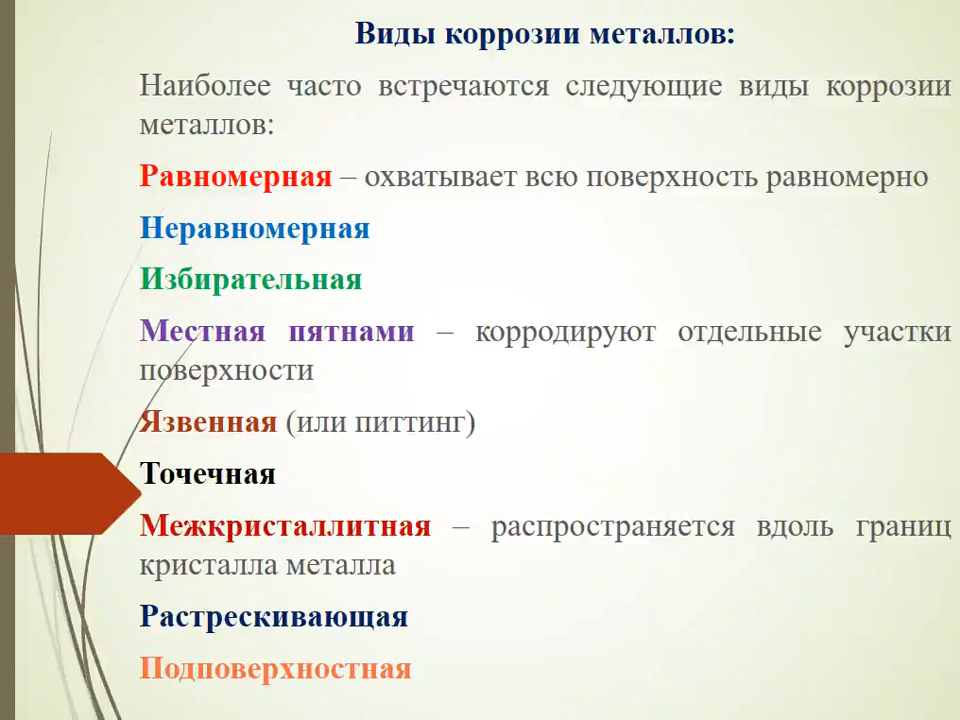 Виды коррозии металлов:
Наиболее часто встречаются следующие виды коррозии
металлов:
Равномерная – охватывает всю поверхность равномерно
Неравномерная
Избирательная
Местная пятнами – корродируют отдельные участки
поверхности
Язвенная (или питтинг)
Точечная
Межкристаллитная – распространяется вдоль границ
кристалла металла
Растрескивающая
Подповерхностная